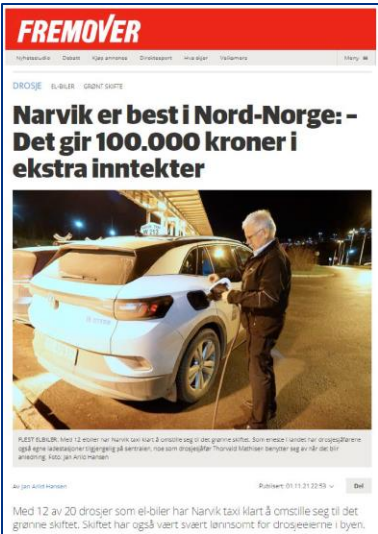 FREMOVER
Nyhetsstudio Debatt Kjøp annonse Direktesport Hva skjer Valkamera Meny
DROSJE EL-BILER GRØNT SKIFTE
Narvik er best i Nord-Norge: –
Det gir 100.000 kroner i
ekstra inntekter
FLEST ELBILER: Med 12 elbiler har Narvik taxi klart å omstille seg til det grønne skiftet. Som eneste i landet har drosjesjåførene
også egne ladestasjoner tilgjengelig på sentralen, noe som drosjesjåfør Thorvald Mathisen benytter seg av når det blir
anledning. Foto: Jan Arild Hansen
Av Jan Arild Hansen Publisert: 01.11.21 22:53 Del
Med 12 av 20 drosjer som el-biler har Narvik taxi klart å omstille seg til det
grønne skiftet. Skiftet har også vært svært lønnsomt for drosjeeierne i byen.